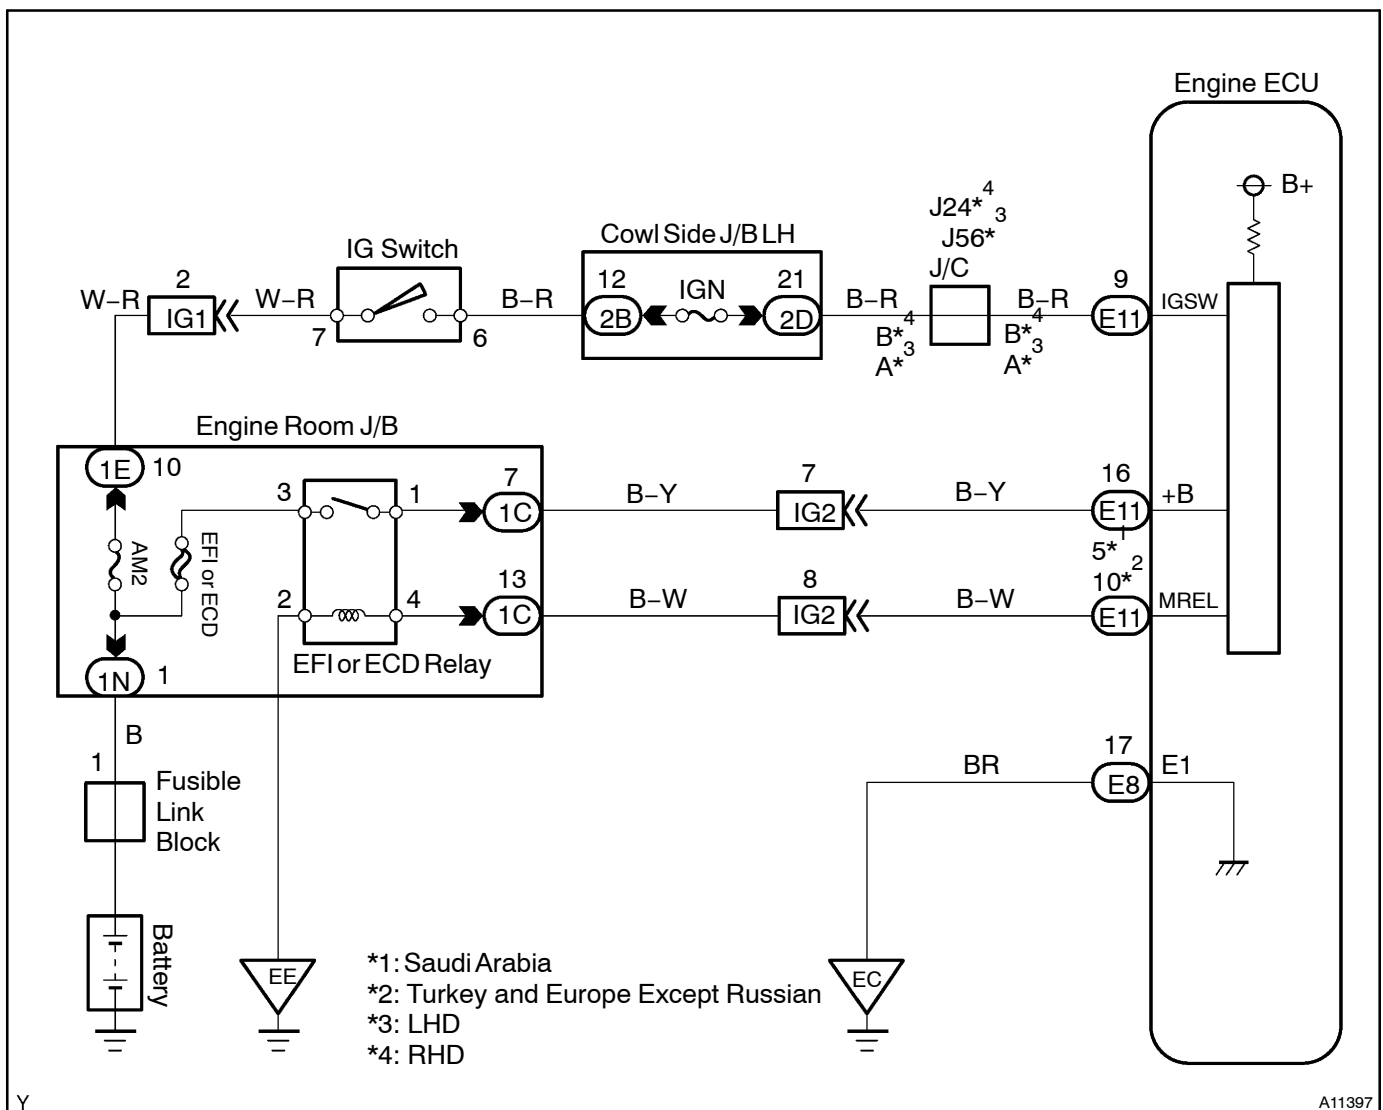 Engine ECU
B+
J24*4
J56*3
J/C
IG Switch
Cowl Side J/B LH
2
12
IGN
21
9
W–R
IG1
W–R
B–R
2B
2D
B–R
B–R
E11
IGSW
7
6
B*4
A*3
B*4
A*3
Engine Room J/B
1E
10
3
1
7
1C
B–Y
7
IG2
B–Y
16
E11
+B
AM2
EFI or ECD
5*1
10*2
2
4
13
1C
B–W
8
IG2
B–W
E11
MREL
EFI or ECD Relay
1N
1
B
1
Fusible
Link
Block
BR
17
E8
E1
Battery
EE
EC
*1: Saudi Arabia
*2: Turkey and Europe Except Russian
*3: LHD
*4: RHD
Y
A11397